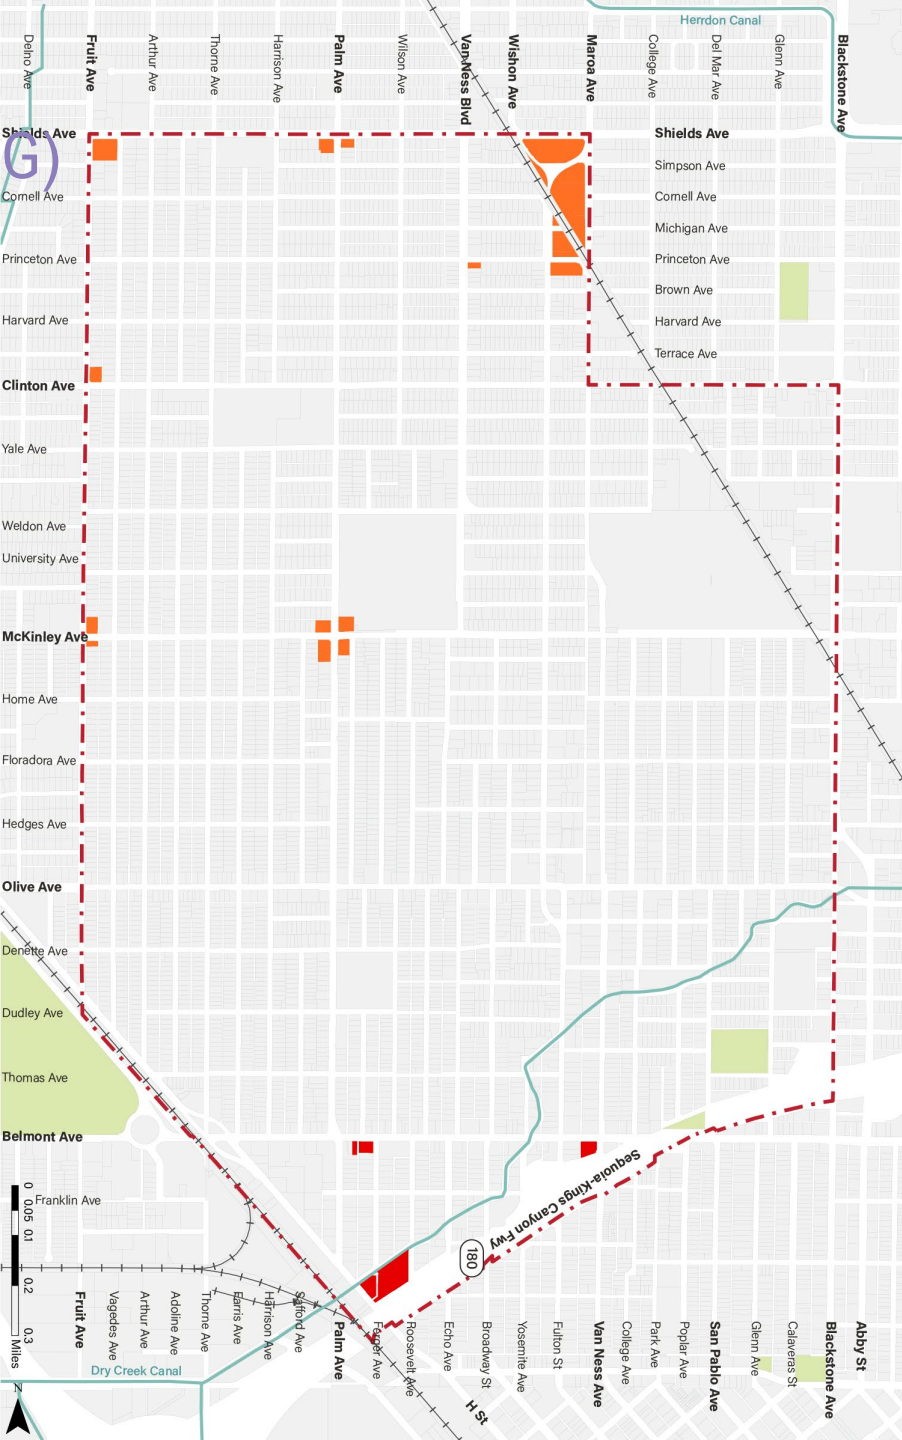 Herrdon Canal
Delno Ave
Fruit Ave
Arthur Ave
Thorne Ave
Harrison Ave
Palm Ave
Wilson Ave
Van Ness Blvd
Wishon Ave
Maroa Ave
College Ave
Del Mar Ave
Glenn Ave
Blackstone Ave
Shields Ave
Shields Ave
G)
Simpson Ave
Cornell Ave
Cornell Ave
Michigan Ave
Princeton Ave
Princeton Ave
Brown Ave
Harvard Ave
Harvard Ave
Terrace Ave
Clinton Ave
Yale Ave
Weldon Ave
University Ave
McKinley Ave
Home Ave
Floradora Ave
Hedges Ave
Olive Ave
Denette Ave
Dudley Ave
Thomas Ave
Belmont Ave
Sequoia-Kings Canyon Fwy
180
Franklin Ave
0 0.05 0.1 0.2 0.3
Miles
Fruit Ave
Vagedes Ave
Arthur Ave
Adoline Ave
Thorne Ave
Farris Ave
Harrison Ave
Safford Ave
Palm Ave
Ferger Ave
Roosevelt Ave
Echo Ave
Broadway St
Yosemite Ave
Fulton St
Van Ness Ave
College Ave
Park Ave
Poplar Ave
San Pablo Ave
Glenn Ave
Calaveras St
Blackstone Ave
Abby St
Dry Creek Canal
H St
N